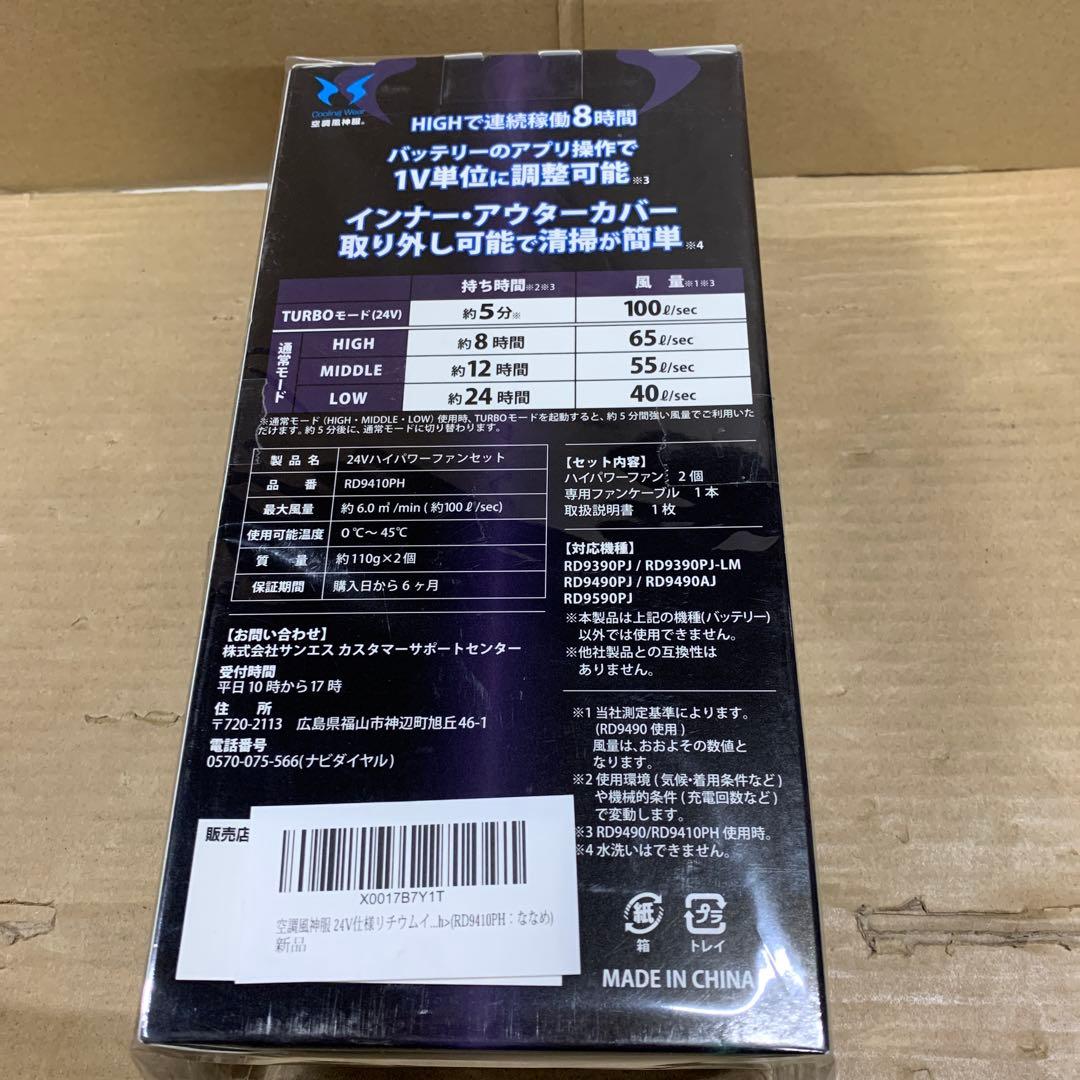 Cooling Wear
空調風神服®
HIGHで連続稼働8時間
バッテリーのアプリ操作で
1V単位に調整可能※3
インナー・アウターカバー
取り外し可能で清掃が簡単※4
持ち時間※2※3 風量※1※3
TURBOモード(24V) 約5分※ 100ℓ/sec
通常モード
HIGH 約8時間 65ℓ/sec
MIDDLE 約12時間 55ℓ/sec
LOW 約24時間 40ℓ/sec
※通常モード(HIGH・MIDDLE・LOW)使用時、TURBOモードを起動すると、約5分間強い風量でご利用いた
だけます。約5分後に、通常モードに切り替わります。
製品名 24Vハイパワーファンセット
品番 RD9410PH
最大風量 約6.0㎥/min(約100ℓ/sec)
使用可能温度 0℃〜45℃
質量 約110g×2個
保証期間 購入日から6ヶ月
【セット内容】
ハイパワーファン 2個
専用ファンケーブル 1本
取扱説明書 1枚
【対応機種】
RD9390PJ / RD9390PJ-LM
RD9490PJ / RD9490AJ
RD9590PJ
※本製品は上記の機種(バッテリー)
以外では使用できません。
※他社製品との互換性は
ありません。
【お問い合わせ】
株式会社サンエス カスタマーサポートセンター
受付時間
平日10時から17時
住所
〒720-2113 広島県福山市神辺町旭丘46-1
電話番号
0570-075-566(ナビダイヤル)
※1 当社測定基準によります。
(RD9490使用)
風量は、おおよその数値と
なります。
※2 使用環境(気候・着用条件など)
や機械的条件(充電回数など)
で変動します。
※3 RD9490/RD9410PH使用時。
※4 水洗いはできません。
販売店
X0017B7Y1T
空調風神服 24V仕様リチウムイ...h>(RD9410PH：ななめ)
新品
紙
箱
プラ
トレイ
MADE IN CHINA